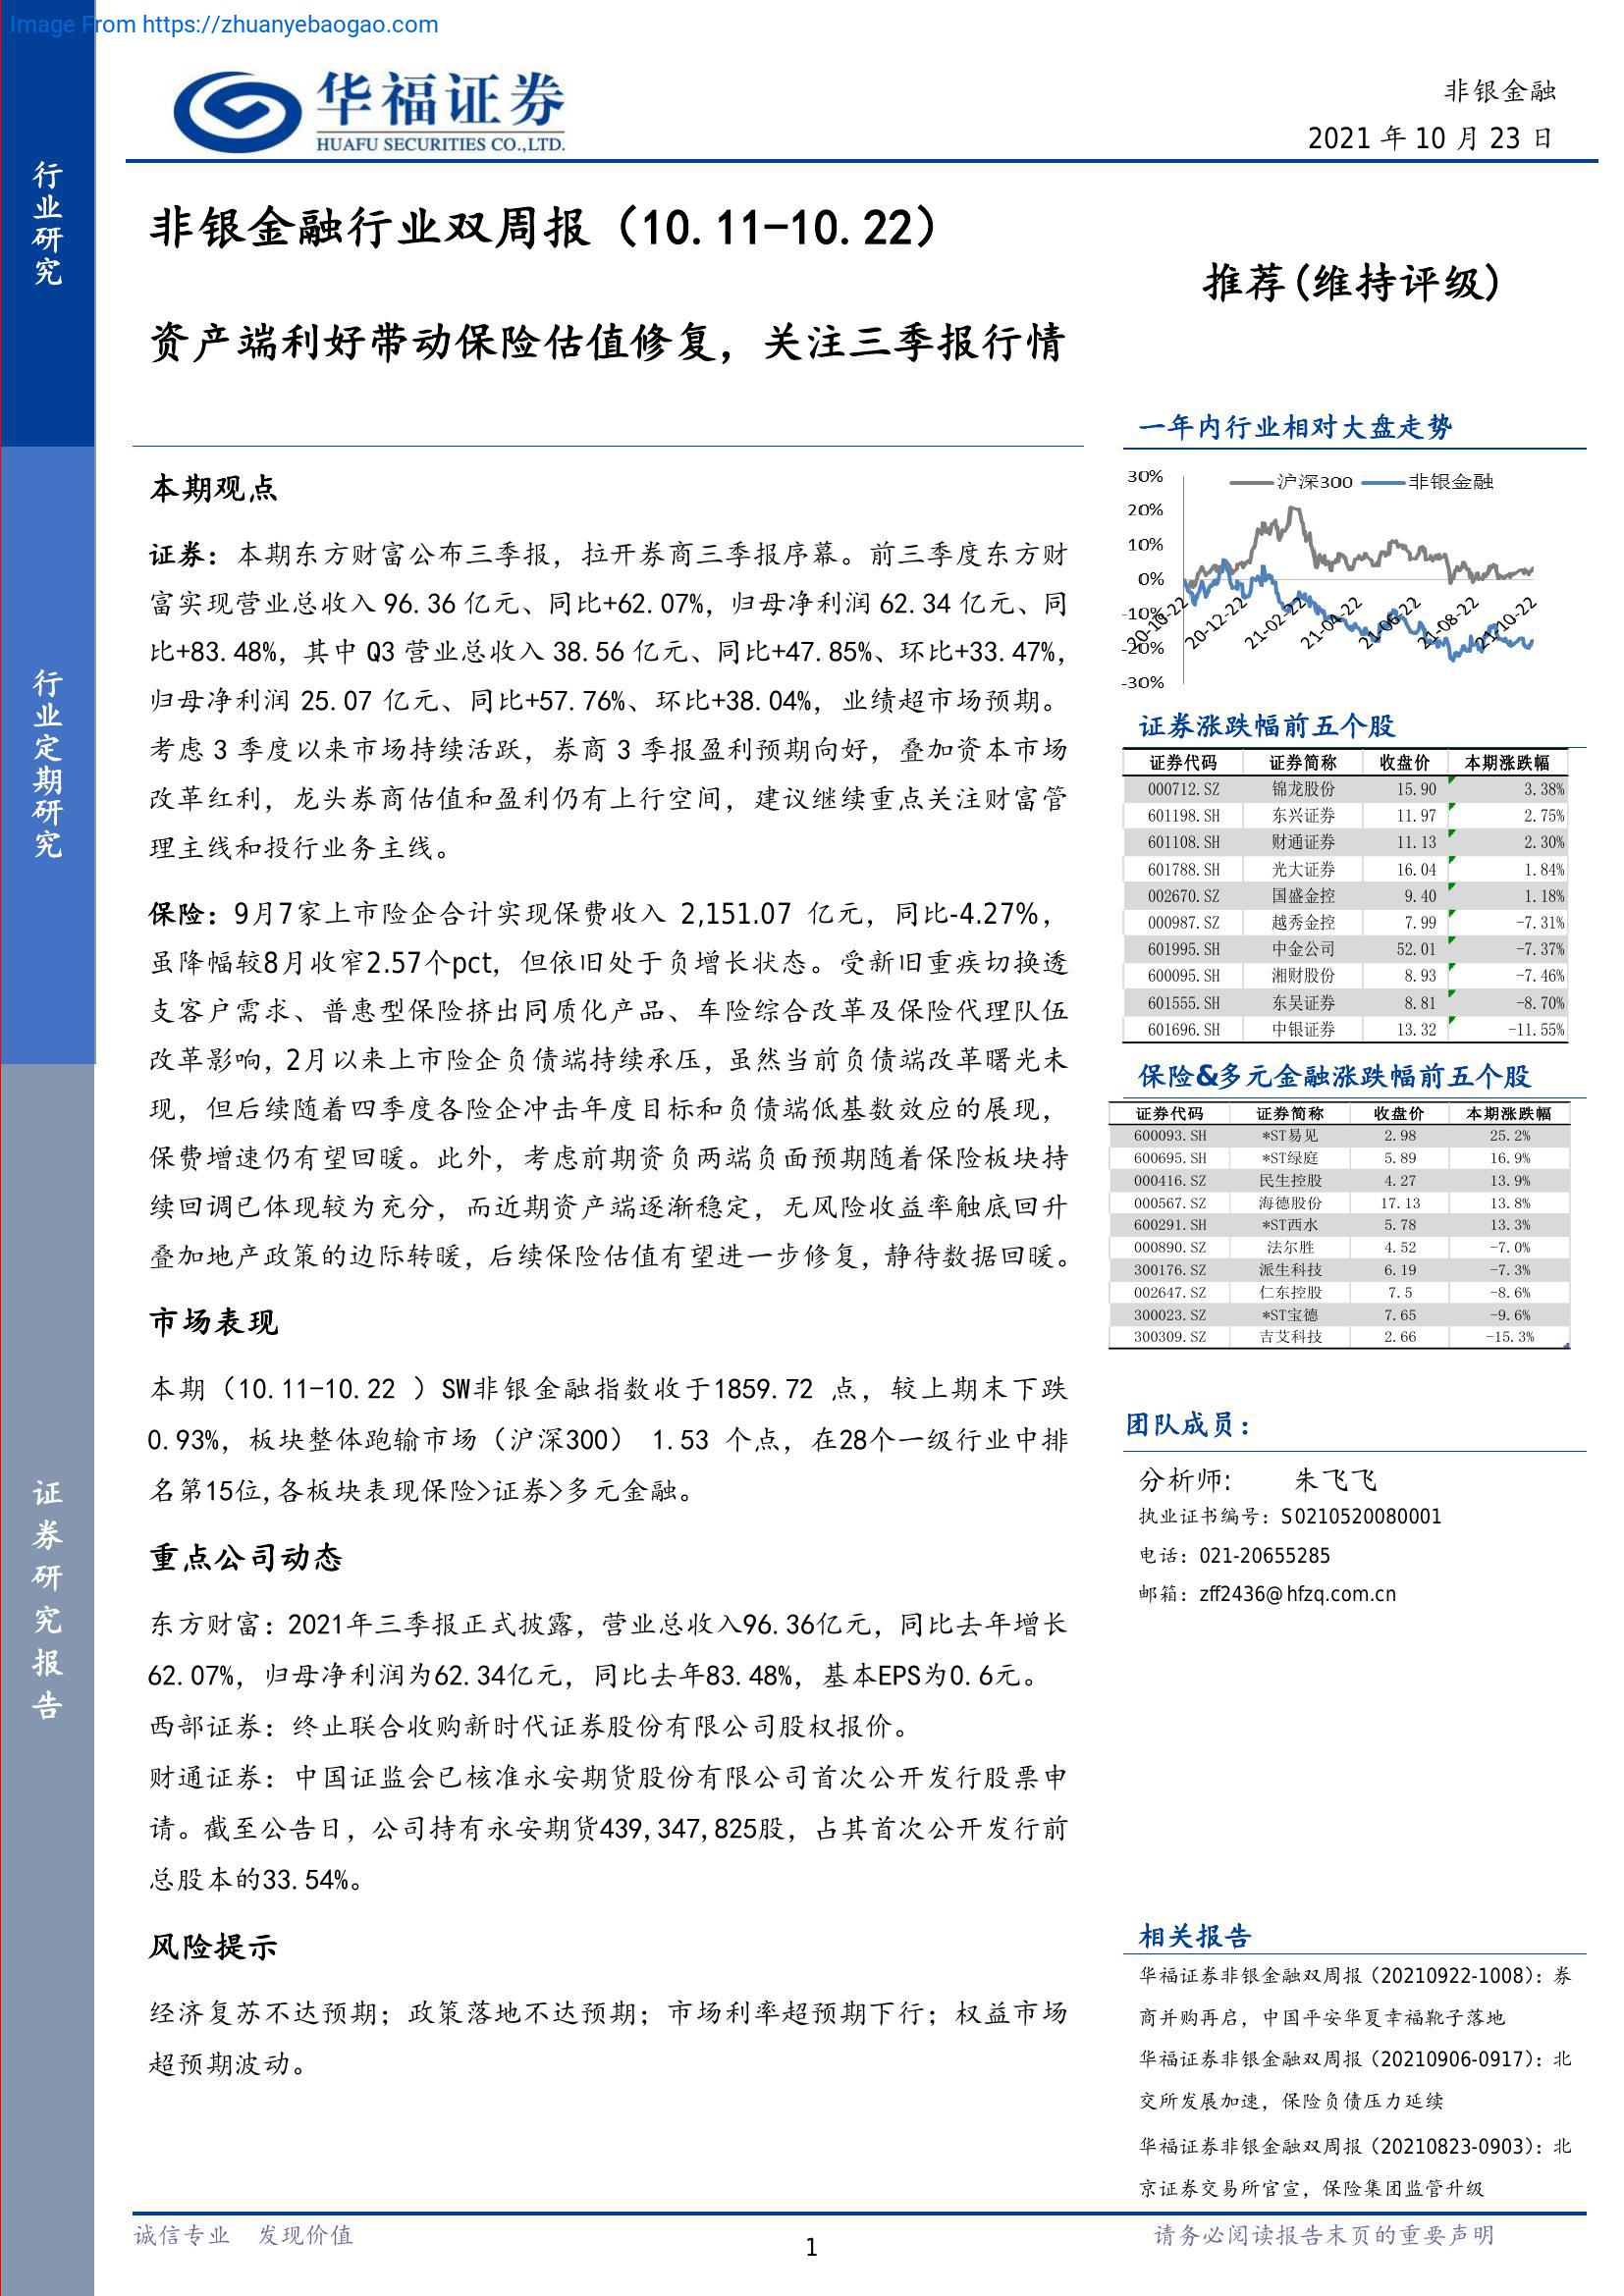 Image From https://zhuanyebaogao.com
行业研究
行业定期研究
证券研究报告
华福证券
HUAFU SECURITIES CO.,LTD.
非银金融
2021 年 10 月 23 日
非银金融行业双周报（10.11-10.22）
资产端利好带动保险估值修复，关注三季报行情
推荐(维持评级)
本期观点
证券：本期东方财富公布三季报，拉开券商三季报序幕。前三季度东方财
富实现营业总收入 96.36 亿元、同比+62.07%，归母净利润 62.34 亿元、同
比+83.48%，其中 Q3 营业总收入 38.56 亿元、同比+47.85%、环比+33.47%，
归母净利润 25.07 亿元、同比+57.76%、环比+38.04%，业绩超市场预期。
考虑 3 季度以来市场持续活跃，券商 3 季报盈利预期向好，叠加资本市场
改革红利，龙头券商估值和盈利仍有上行空间，建议继续重点关注财富管
理主线和投行业务主线。
保险：9月7家上市险企合计实现保费收入 2,151.07 亿元，同比-4.27%，
虽降幅较8月收窄2.57个pct，但依旧处于负增长状态。受新旧重疾切换透
支客户需求、普惠型保险挤出同质化产品、车险综合改革及保险代理队伍
改革影响，2月以来上市险企负债端持续承压，虽然当前负债端改革曙光未
现，但后续随着四季度各险企冲击年度目标和负债端低基数效应的展现，
保费增速仍有望回暖。此外，考虑前期资负两端负面预期随着保险板块持
续回调已体现较为充分，而近期资产端逐渐稳定，无风险收益率触底回升
叠加地产政策的边际转暖，后续保险估值有望进一步修复，静待数据回暖。
市场表现
本期（10.11-10.22 ）SW非银金融指数收于1859.72 点，较上期末下跌
0.93%，板块整体跑输市场（沪深300） 1.53 个点，在28个一级行业中排
名第15位,各板块表现保险>证券>多元金融。
重点公司动态
东方财富：2021年三季报正式披露，营业总收入96.36亿元，同比去年增长
62.07%，归母净利润为62.34亿元，同比去年83.48%，基本EPS为0.6元。
西部证券：终止联合收购新时代证券股份有限公司股权报价。
财通证券：中国证监会已核准永安期货股份有限公司首次公开发行股票申
请。截至公告日，公司持有永安期货439,347,825股，占其首次公开发行前
总股本的33.54%。
风险提示
经济复苏不达预期；政策落地不达预期；市场利率超预期下行；权益市场
超预期波动。
一年内行业相对大盘走势
沪深300 非银金融
30%
20%
10%
0%
-10%
-20%
-30%
20-10-22 20-12-22 21-02-22 21-04-22 21-06-22 21-08-22 21-10-22
证券涨跌幅前五个股
证券代码 证券简称 收盘价 本期涨跌幅
000712.SZ 锦龙股份 15.90 3.38%
601198.SH 东兴证券 11.97 2.75%
601108.SH 财通证券 11.13 2.30%
601788.SH 光大证券 16.04 1.84%
002670.SZ 国盛金控 9.40 1.18%
000987.SZ 越秀金控 7.99 -7.31%
601995.SH 中金公司 52.01 -7.37%
600095.SH 湘财股份 8.93 -7.46%
601555.SH 东吴证券 8.81 -8.70%
601696.SH 中银证券 13.32 -11.55%
保险&多元金融涨跌幅前五个股
证券代码 证券简称 收盘价 本期涨跌幅
600093.SH *ST易见 2.98 25.2%
600695.SH *ST绿庭 5.89 16.9%
000416.SZ 民生控股 4.27 13.9%
000567.SZ 海德股份 17.13 13.8%
600291.SH *ST西水 5.78 13.3%
000890.SZ 法尔胜 4.52 -7.0%
300176.SZ 派生科技 6.19 -7.3%
002647.SZ 仁东控股 7.5 -8.6%
300023.SZ *ST宝德 7.65 -9.6%
300309.SZ 吉艾科技 2.66 -15.3%
团队成员：
分析师: 朱飞飞
执业证书编号：S0210520080001
电话：021-20655285
邮箱：zff2436@hfzq.com.cn
相关报告
华福证券非银金融双周报（20210922-1008）：券
商并购再启，中国平安华夏幸福靴子落地
华福证券非银金融双周报（20210906-0917）：北
交所发展加速，保险负债压力延续
华福证券非银金融双周报（20210823-0903）：北
京证券交易所官宣，保险集团监管升级
诚信专业 发现价值
1
请务必阅读报告末页的重要声明